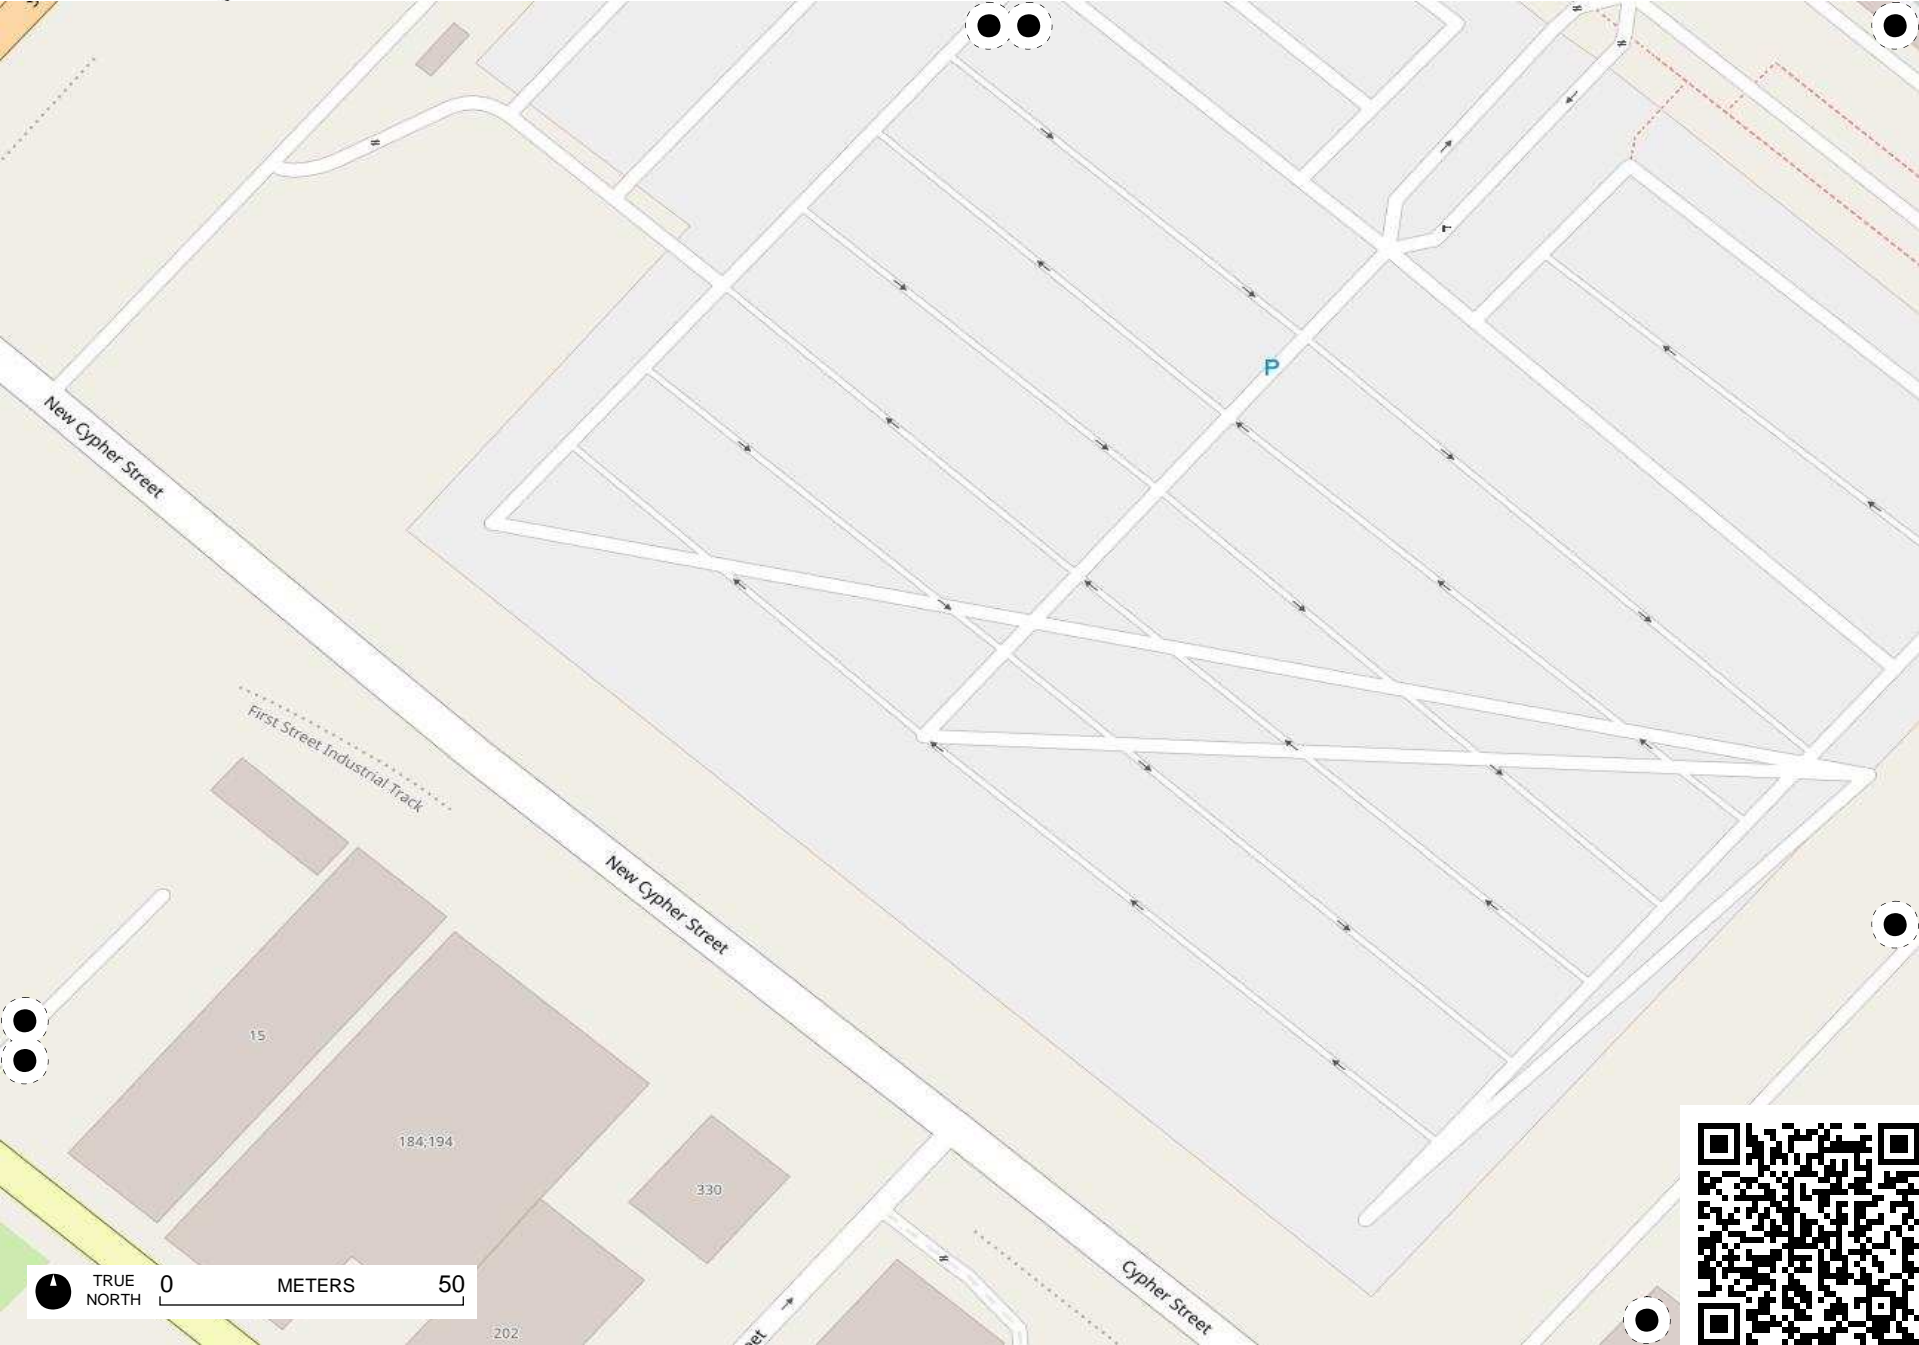 P
New Cypher Street
First Street Industrial Track
New Cypher Street
15
184;194
330
Cypher Street
202
TRUE
NORTH
0 METERS 50